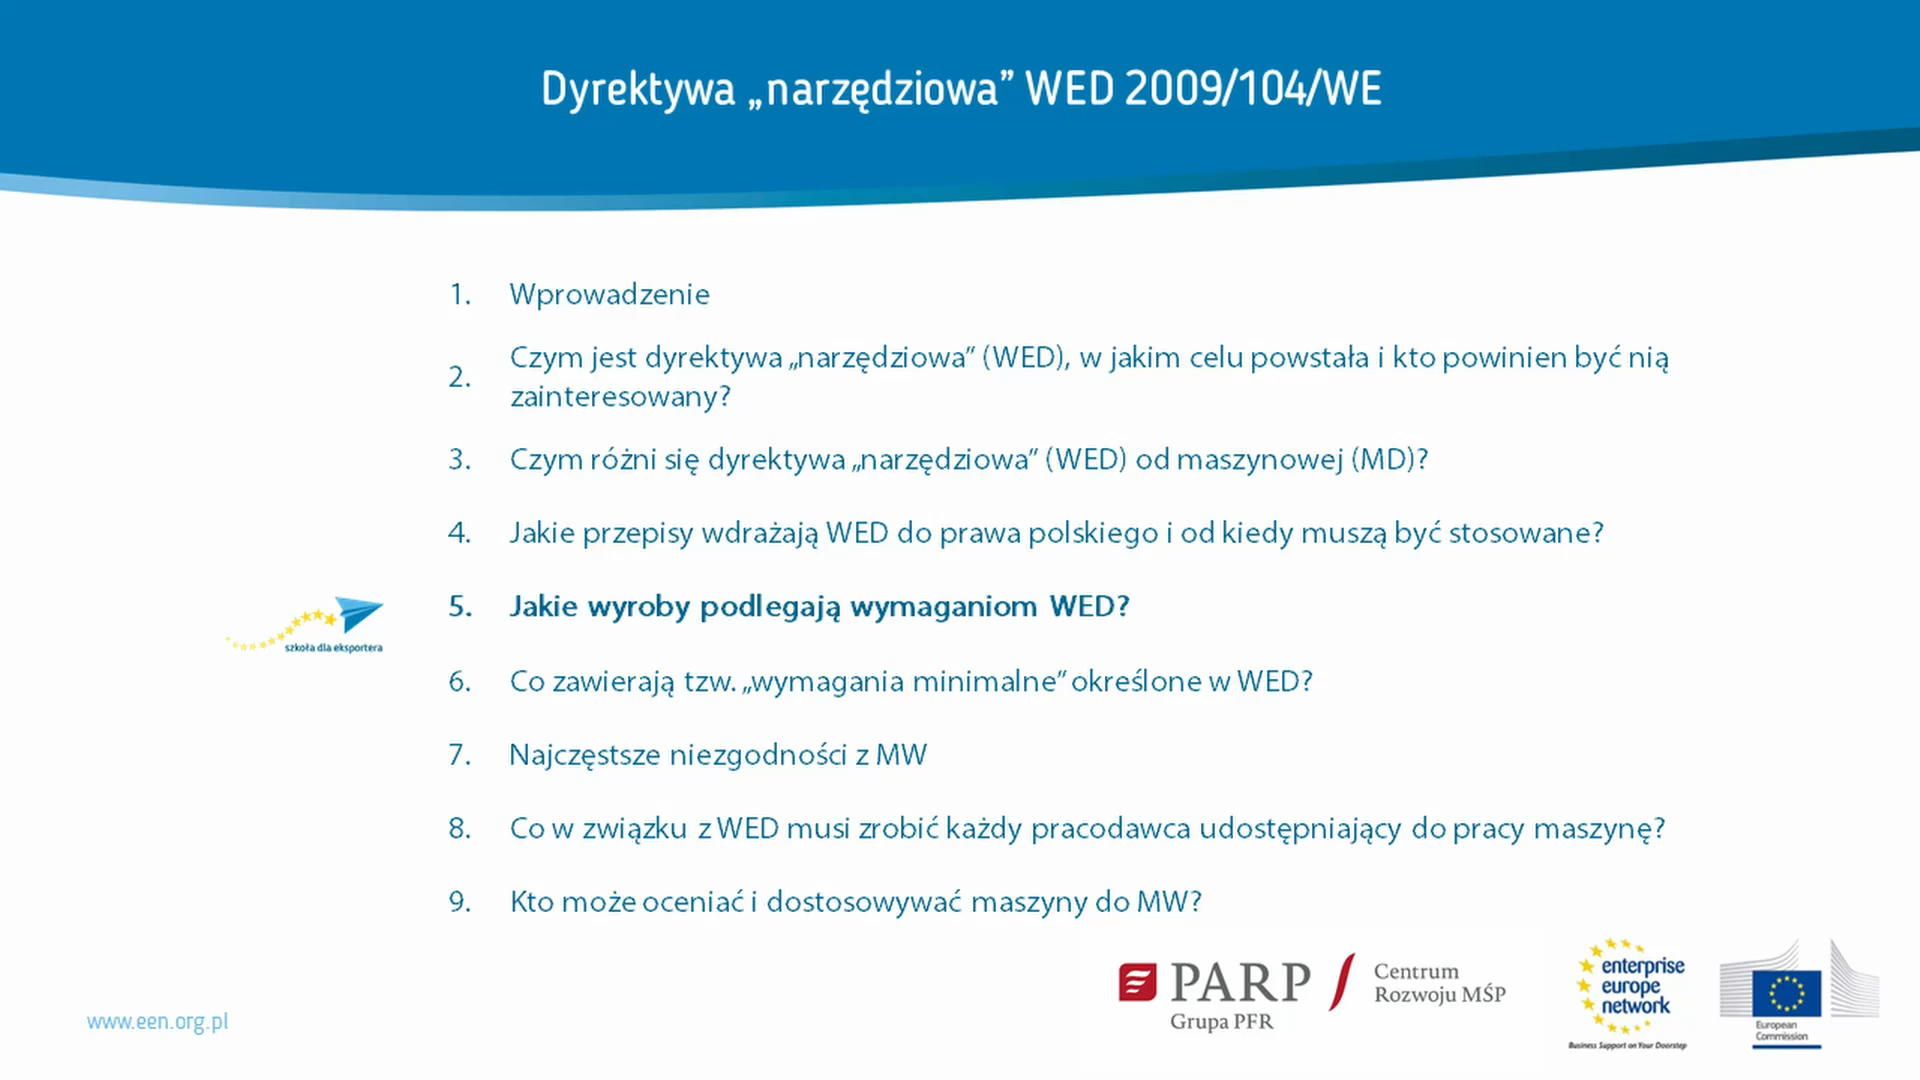 Dyrektywa „narzędziowa” WED 2009/104/WE
1. Wprowadzenie
2. Czym jest dyrektywa „narzędziowa” (WED), w jakim celu powstała i kto powinien być nią
zainteresowany?
3. Czym różni się dyrektywa „narzędziowa” (WED) od maszynowej (MD)?
4. Jakie przepisy wdrażają WED do prawa polskiego i od kiedy muszą być stosowane?
5. Jakie wyroby podlegają wymaganiom WED?
szkoła dla eksportera
6. Co zawierają tzw. „wymagania minimalne” określone w WED?
7. Najczęstsze niezgodności z MW
8. Co w związku z WED musi zrobić każdy pracodawca udostępniający do pracy maszynę?
9. Kto może oceniać i dostosowywać maszyny do MW?
www.een.org.pl
PARP
Grupa PFR
Centrum
Rozwoju MŚP
enterprise
europe
network
Business Support on Your Doorstep
European
Commission